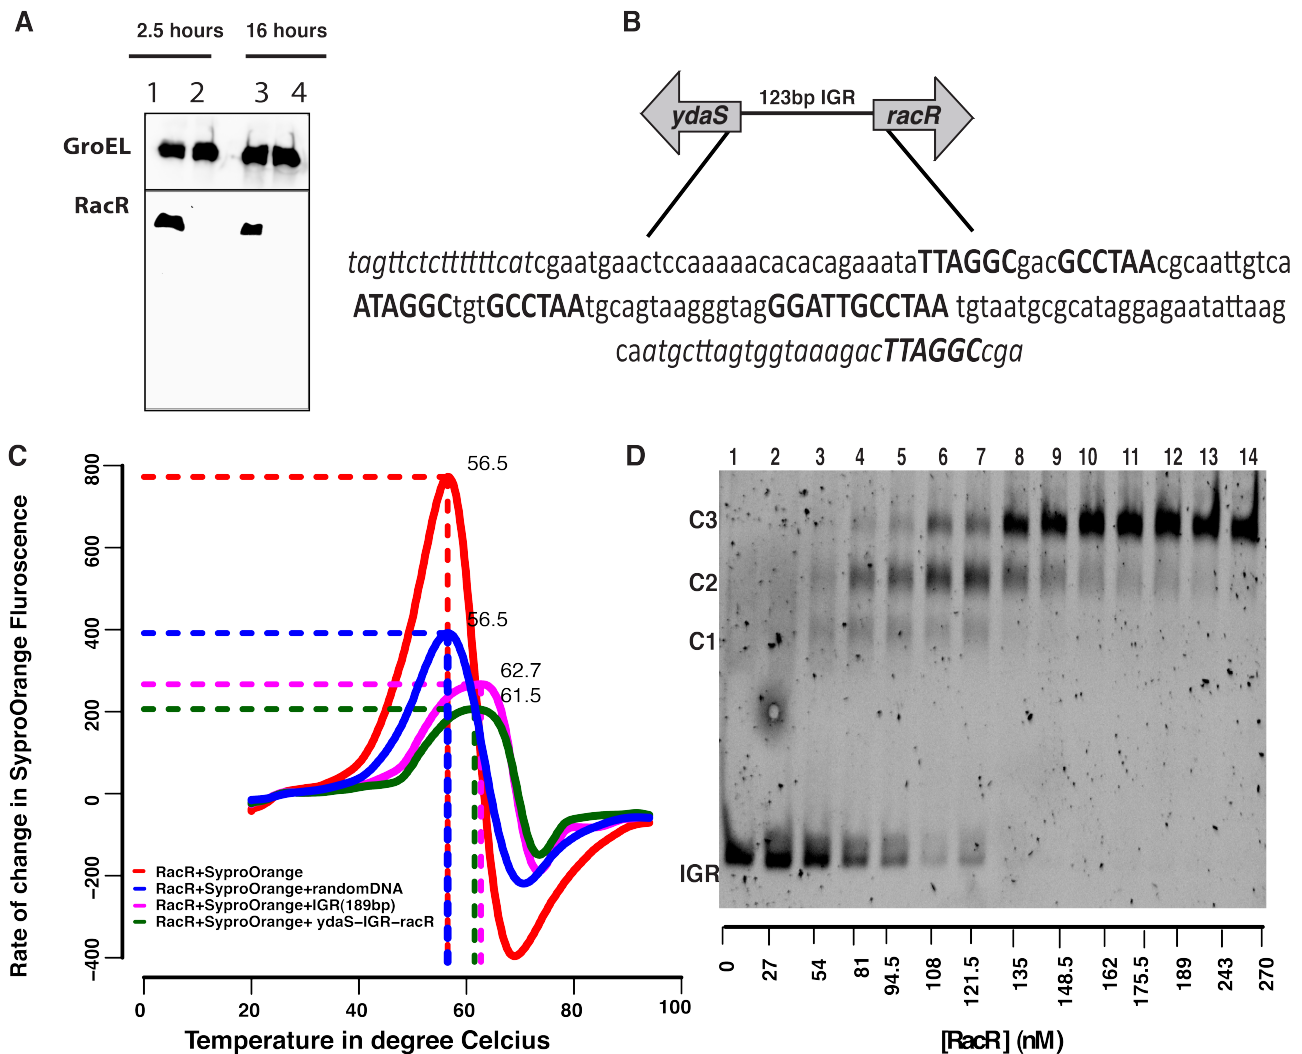 A
2.5 hours
16 hours
1 2 3 4
GroEL
RacR
B
ydaS
123bp IGR
racR
tagttctcttttttcatcgaatgaactccaaaaacacacagaaataTTAGGCgacGCCTAAcgcaattgtca
ATAGGCtgtGCCTAAtgcagtaagggtagGGATTGCCTAA tgtaatgcgcataggagaatattaag
caatgcttagtggtaaagacTTAGGCcga
C
Rate of change in SyproOrange Fluroscence
800
600
400
200
0
−200
−400
56.5
56.5
62.7
61.5
RacR+SyproOrange
RacR+SyproOrange+randomDNA
RacR+SyproOrange+IGR(189bp)
RacR+SyproOrange+ ydaS−IGR−racR
0 20 40 60 80 100
Temperature in degree Celcius
D
1 2 3 4 5 6 7 8 9 10 11 12 13 14
C3
C2
C1
IGR
0 27 54 81 94.5 108 121.5 135 148.5 162 175.5 189 243 270
[RacR] (nM)